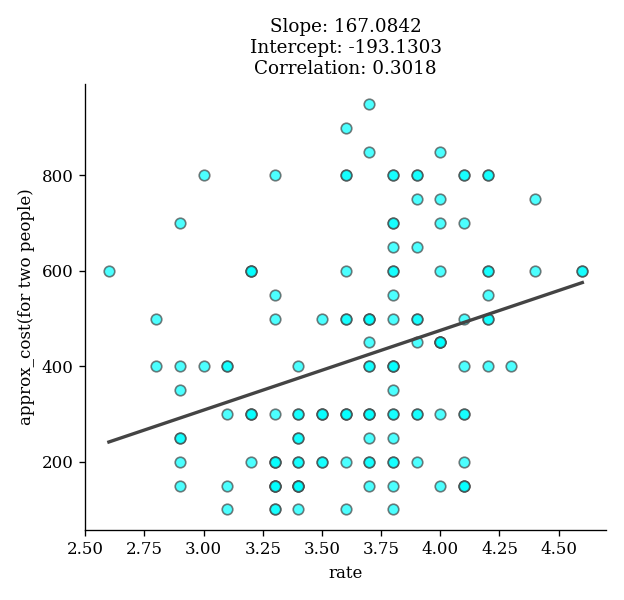 Slope: 167.0842
Intercept: -193.1303
Correlation: 0.3018
approx_cost(for two people)
800
600
400
200
2.50 2.75 3.00 3.25 3.50 3.75 4.00 4.25 4.50
rate